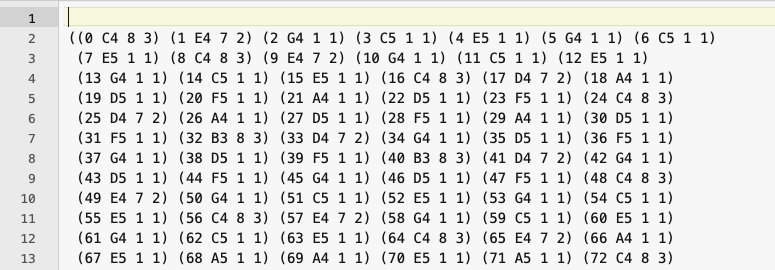 1
2 ((0 C4 8 3) (1 E4 7 2) (2 G4 1 1) (3 C5 1 1) (4 E5 1 1) (5 G4 1 1) (6 C5 1 1)
3 (7 E5 1 1) (8 C4 8 3) (9 E4 7 2) (10 G4 1 1) (11 C5 1 1) (12 E5 1 1)
4 (13 G4 1 1) (14 C5 1 1) (15 E5 1 1) (16 C4 8 3) (17 D4 7 2) (18 A4 1 1)
5 (19 D5 1 1) (20 F5 1 1) (21 A4 1 1) (22 D5 1 1) (23 F5 1 1) (24 C4 8 3)
6 (25 D4 7 2) (26 A4 1 1) (27 D5 1 1) (28 F5 1 1) (29 A4 1 1) (30 D5 1 1)
7 (31 F5 1 1) (32 B3 8 3) (33 D4 7 2) (34 G4 1 1) (35 D5 1 1) (36 F5 1 1)
8 (37 G4 1 1) (38 D5 1 1) (39 F5 1 1) (40 B3 8 3) (41 D4 7 2) (42 G4 1 1)
9 (43 D5 1 1) (44 F5 1 1) (45 G4 1 1) (46 D5 1 1) (47 F5 1 1) (48 C4 8 3)
10 (49 E4 7 2) (50 G4 1 1) (51 C5 1 1) (52 E5 1 1) (53 G4 1 1) (54 C5 1 1)
11 (55 E5 1 1) (56 C4 8 3) (57 E4 7 2) (58 G4 1 1) (59 C5 1 1) (60 E5 1 1)
12 (61 G4 1 1) (62 C5 1 1) (63 E5 1 1) (64 C4 8 3) (65 E4 7 2) (66 A4 1 1)
13 (67 E5 1 1) (68 A5 1 1) (69 A4 1 1) (70 E5 1 1) (71 A5 1 1) (72 C4 8 3)